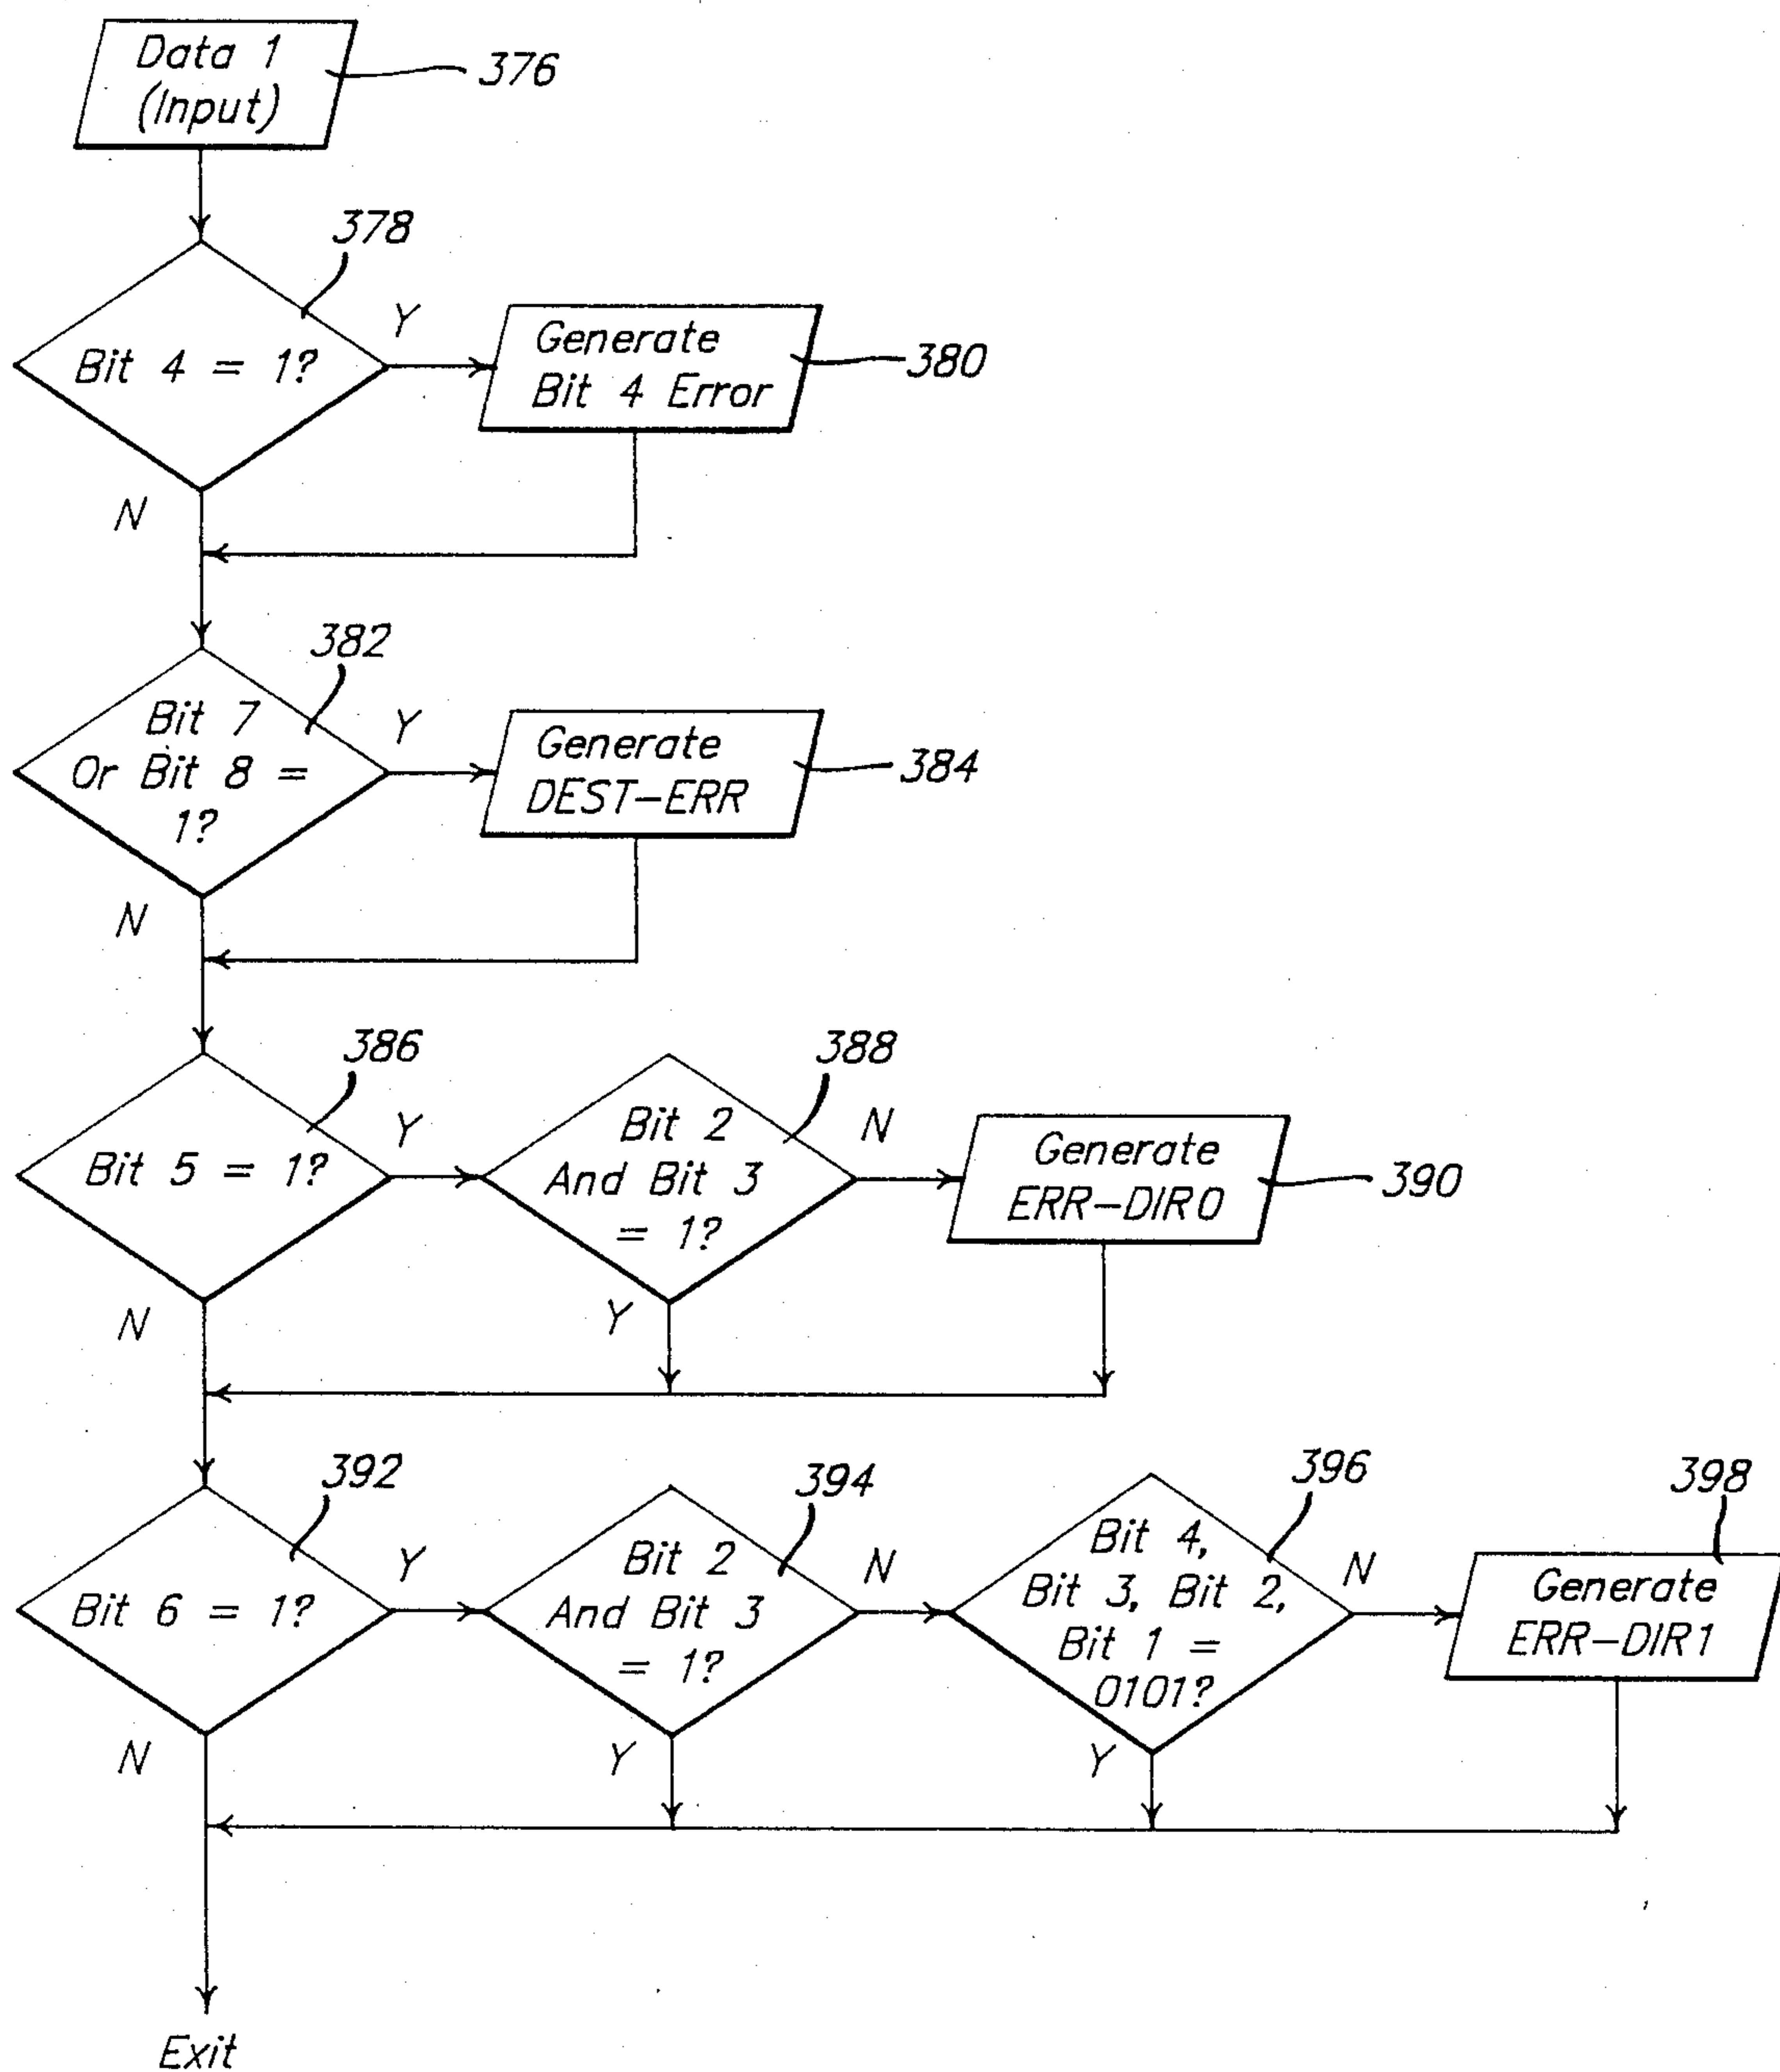 Data 1
(Input)
376
378
Bit 4 = 1?
Y
Generate
Bit 4 Error
380
N
382
Bit 7
Or Bit 8 =
1?
Y
Generate
DEST-ERR
384
N
386
Bit 5 = 1?
Y
388
Bit 2
And Bit 3
= 1?
N
Generate
ERR-DIR0
390
N
Y
392
Bit 6 = 1?
Y
394
Bit 2
And Bit 3
= 1?
N
396
Bit 4,
Bit 3, Bit 2,
Bit 1 =
0101?
N
398
Generate
ERR-DIR1
N
Y
Y
Exit